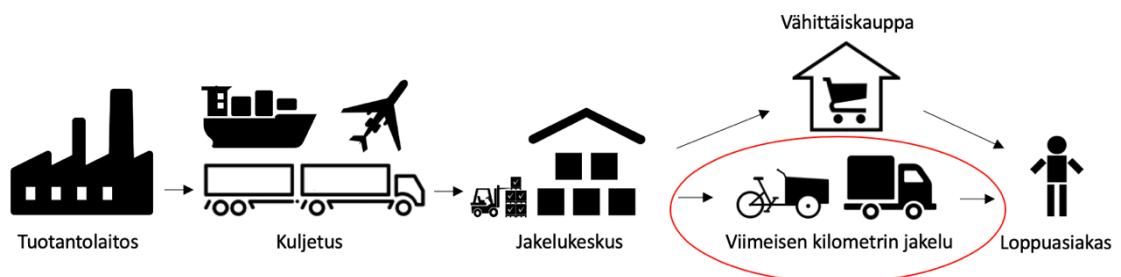 Vähittäiskauppa
Tuotantolaitos
Kuljetus
Jakelukeskus
Viimeisen kilometrin jakelu
Loppuasiakas